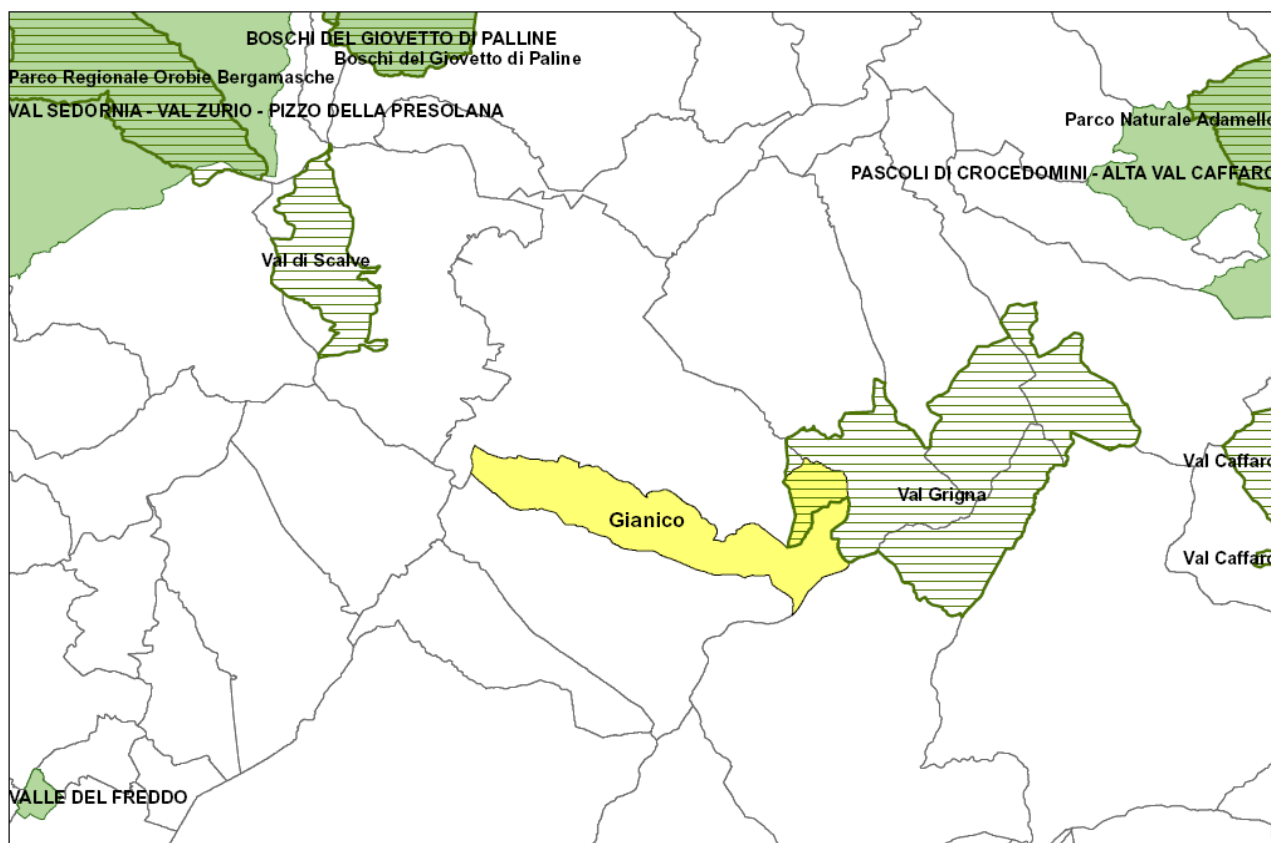 BOSCHI DEL GIOVETTO DI PALLINE
Boschi del Giovetto di Paline
Parco Regionale Orobie Bergamasche
VAL SEDORNIA - VAL ZURIO - PIZZO DELLA PRESOLANA
Parco Naturale Adamello
PASCOLI DI CROCEDOMINI - ALTA VAL CAFFARO
Val di Scalve
Val Caffaro
Val Grigna
Gianico
Val Caffaro
VALLE DEL FREDDO